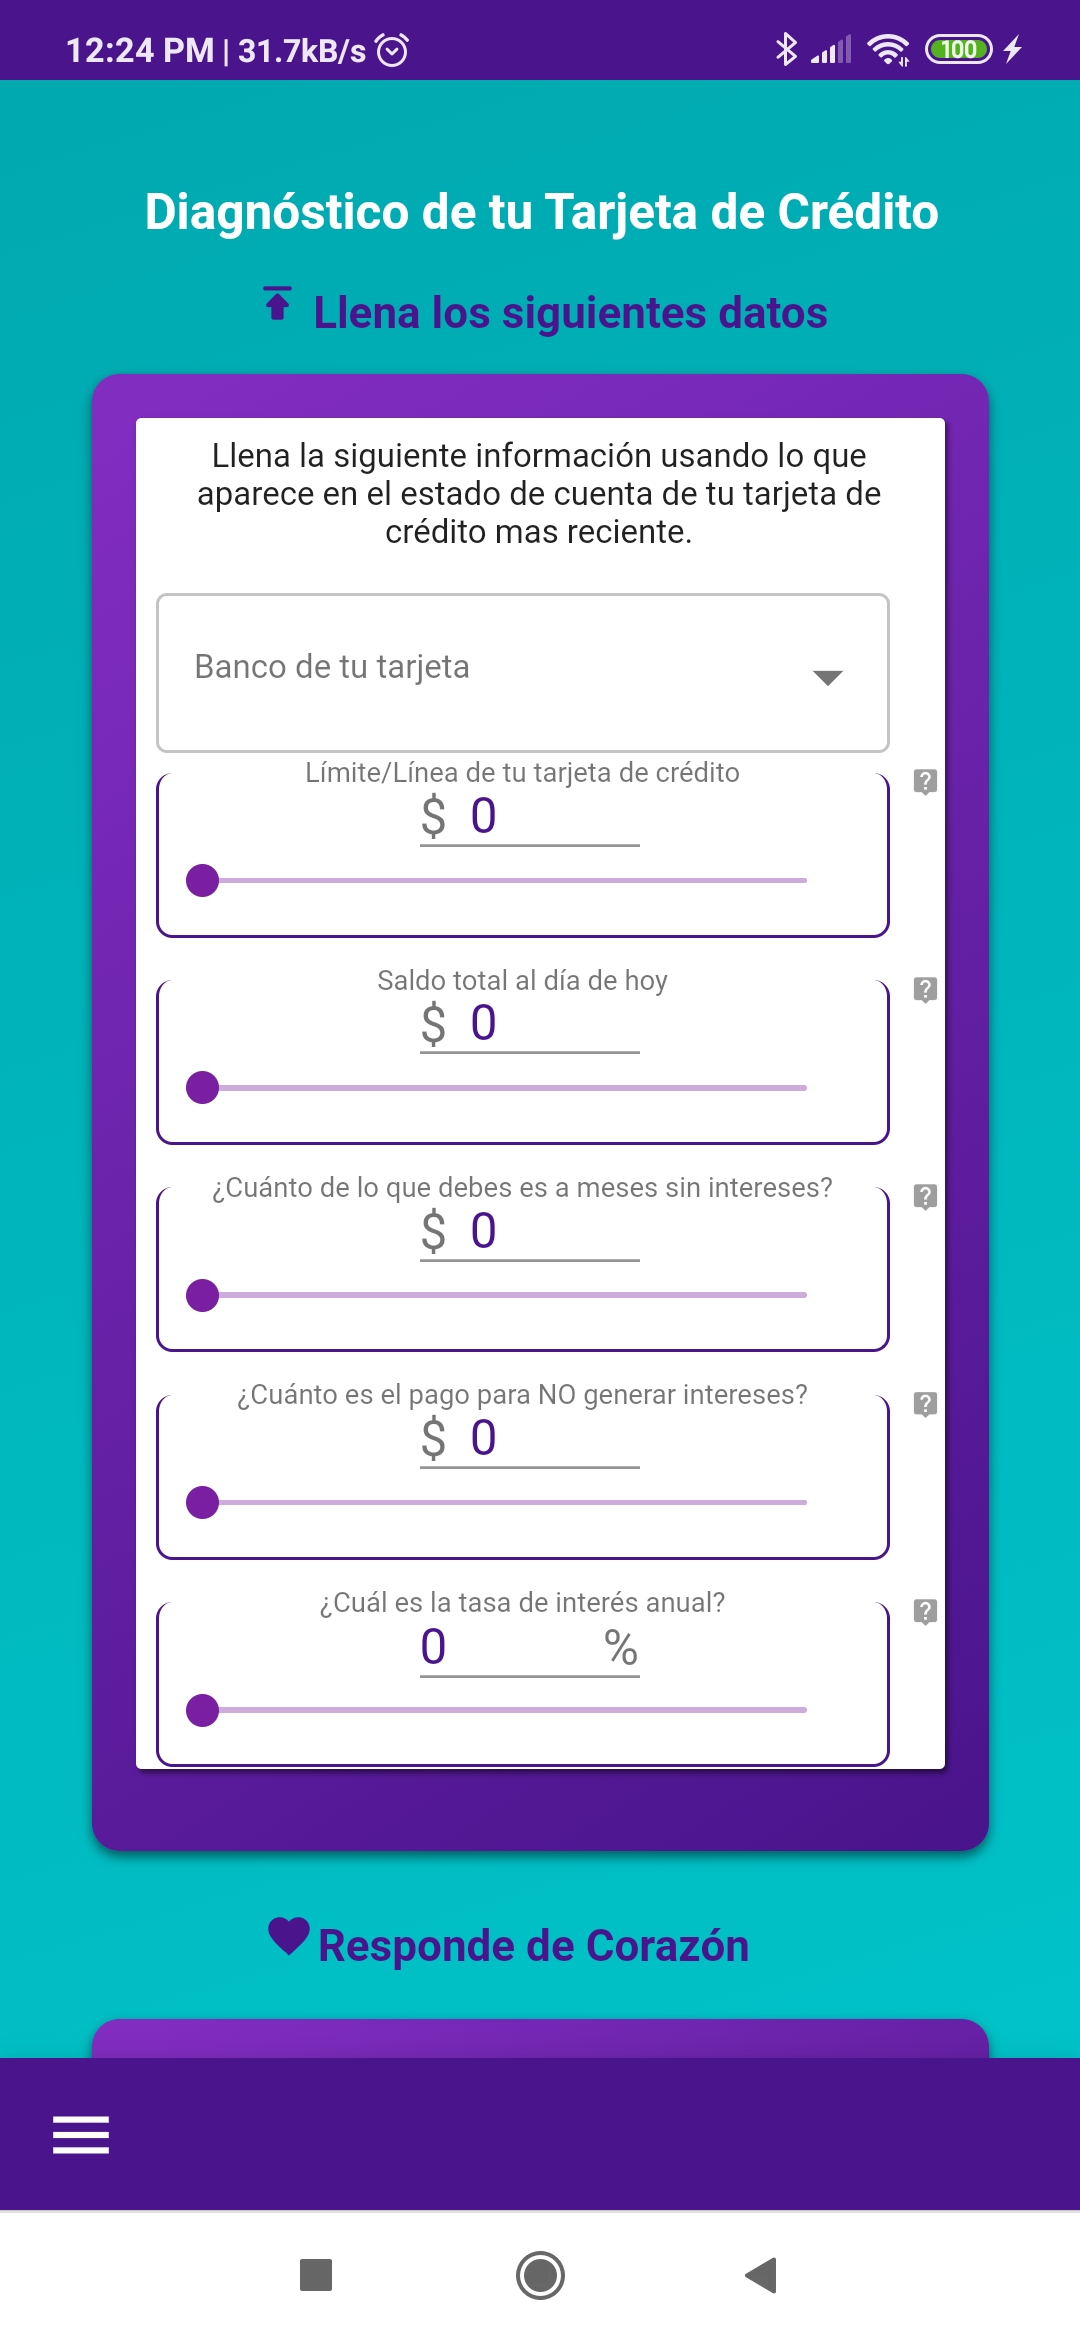 12:24 PM | 31.7kB/s
100
Diagnóstico de tu Tarjeta de Crédito
Llena los siguientes datos
Llena la siguiente información usando lo que
aparece en el estado de cuenta de tu tarjeta de
crédito mas reciente.
Banco de tu tarjeta
Límite/Línea de tu tarjeta de crédito
?
$ 0
Saldo total al día de hoy
?
$ 0
¿Cuánto de lo que debes es a meses sin intereses?
?
$ 0
¿Cuánto es el pago para NO generar intereses?
?
$ 0
¿Cuál es la tasa de interés anual?
?
0 %
Responde de Corazón